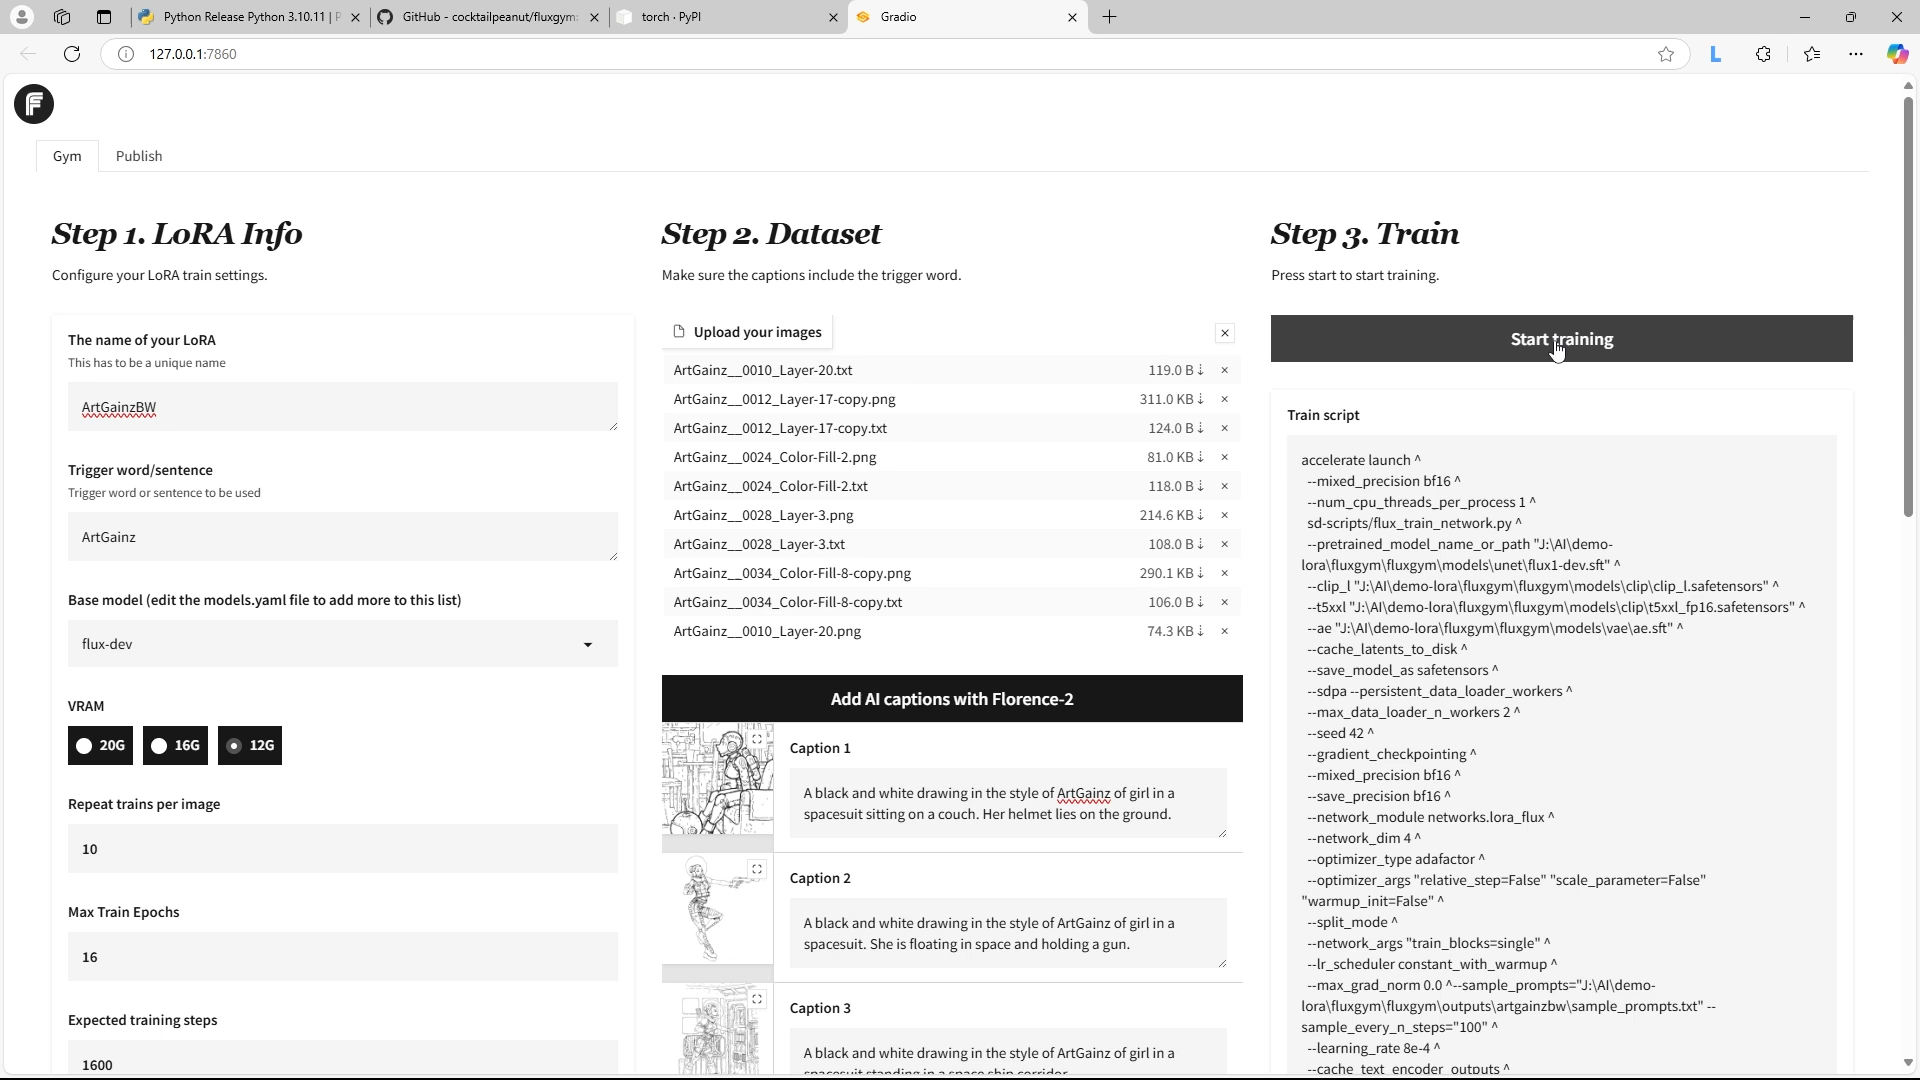 Python Release Python 3.10.11 | P
GitHub - cocktailpeanut/fluxgym:
torch · PyPI
Gradio
127.0.0.1:7860
Gym
Publish
Step 1. LoRA Info
Configure your LoRA train settings.
The name of your LoRA
This has to be a unique name
ArtGainzBW
Trigger word/sentence
Trigger word or sentence to be used
ArtGainz
Base model (edit the models.yaml file to add more to this list)
flux-dev
VRAM
20G
16G
12G
Repeat trains per image
10
Max Train Epochs
16
Expected training steps
1600
Step 2. Dataset
Make sure the captions include the trigger word.
Upload your images
ArtGainz__0010_Layer-20.txt 119.0 B ⇣
ArtGainz__0012_Layer-17-copy.png 311.0 KB ⇣
ArtGainz__0012_Layer-17-copy.txt 124.0 B ⇣
ArtGainz__0024_Color-Fill-2.png 81.0 KB ⇣
ArtGainz__0024_Color-Fill-2.txt 118.0 B ⇣
ArtGainz__0028_Layer-3.png 214.6 KB ⇣
ArtGainz__0028_Layer-3.txt 108.0 B ⇣
ArtGainz__0034_Color-Fill-8-copy.png 290.1 KB ⇣
ArtGainz__0034_Color-Fill-8-copy.txt 106.0 B ⇣
ArtGainz__0010_Layer-20.png 74.3 KB ⇣
Add AI captions with Florence-2
Caption 1
A black and white drawing in the style of ArtGainz of girl in a
spacesuit sitting on a couch. Her helmet lies on the ground.
Caption 2
A black and white drawing in the style of ArtGainz of girl in a
spacesuit. She is floating in space and holding a gun.
Caption 3
A black and white drawing in the style of ArtGainz of girl in a
spacesuit standing in a space ship corridor.
Step 3. Train
Press start to start training.
Start training
Train script
accelerate launch ^
--mixed_precision bf16 ^
--num_cpu_threads_per_process 1 ^
sd-scripts/flux_train_network.py ^
--pretrained_model_name_or_path "J:\AI\demo-
lora\fluxgym\fluxgym\models\unet\flux1-dev.sft" ^
--clip_l "J:\AI\demo-lora\fluxgym\fluxgym\models\clip\clip_l.safetensors" ^
--t5xxl "J:\AI\demo-lora\fluxgym\fluxgym\models\clip\t5xxl_fp16.safetensors" ^
--ae "J:\AI\demo-lora\fluxgym\fluxgym\models\vae\ae.sft" ^
--cache_latents_to_disk ^
--save_model_as safetensors ^
--sdpa --persistent_data_loader_workers ^
--max_data_loader_n_workers 2 ^
--seed 42 ^
--gradient_checkpointing ^
--mixed_precision bf16 ^
--save_precision bf16 ^
--network_module networks.lora_flux ^
--network_dim 4 ^
--optimizer_type adafactor ^
--optimizer_args "relative_step=False" "scale_parameter=False"
"warmup_init=False" ^
--split_mode ^
--network_args "train_blocks=single" ^
--lr_scheduler constant_with_warmup ^
--max_grad_norm 0.0 ^--sample_prompts="J:\AI\demo-
lora\fluxgym\fluxgym\outputs\artgainzbw\sample_prompts.txt" --
sample_every_n_steps="100" ^
--learning_rate 8e-4 ^
--cache_text_encoder_outputs ^